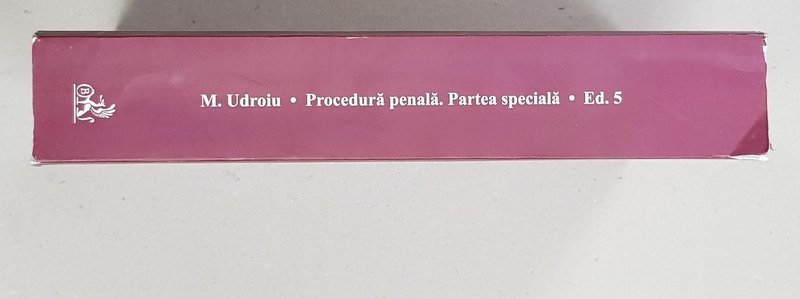 M. Udroiu • Procedură penală. Partea specială • Ed. 5
B